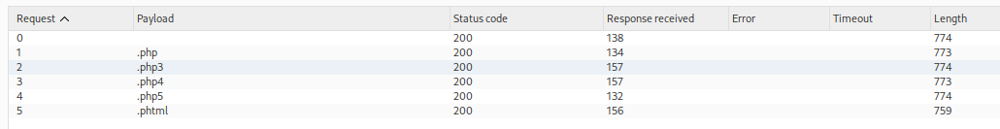 Request Payload Status code Response received Error Timeout Length
0 200 138 774
1 .php 200 134 773
2 .php3 200 157 774
3 .php4 200 157 773
4 .php5 200 132 774
5 .phtml 200 156 759